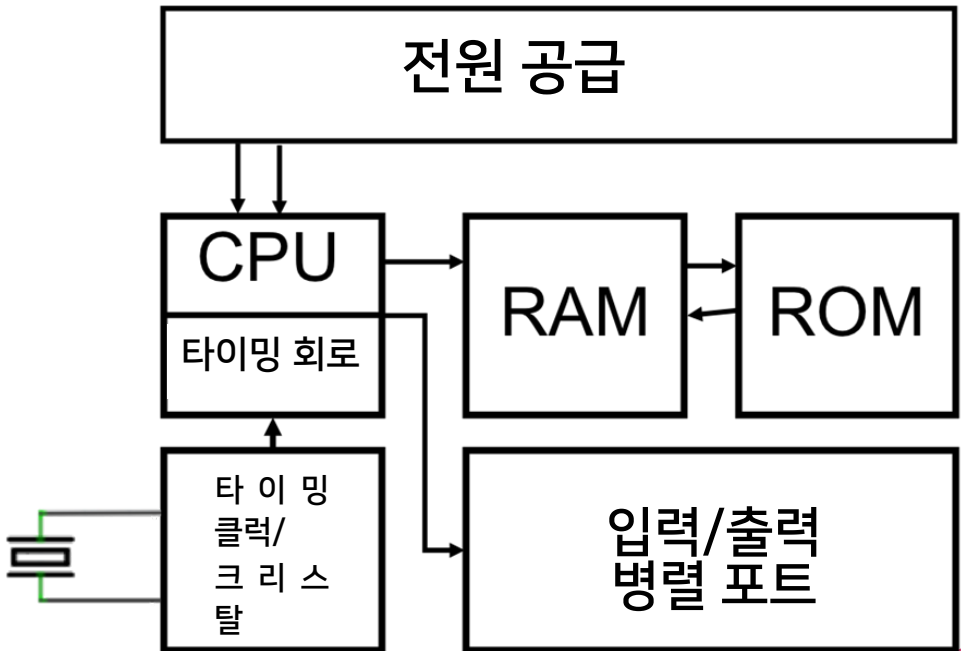 전원 공급
CPU
타이밍 회로
RAM
ROM
타 이 밍
클럭/
크 리 스
탈
입력/출력
병렬 포트